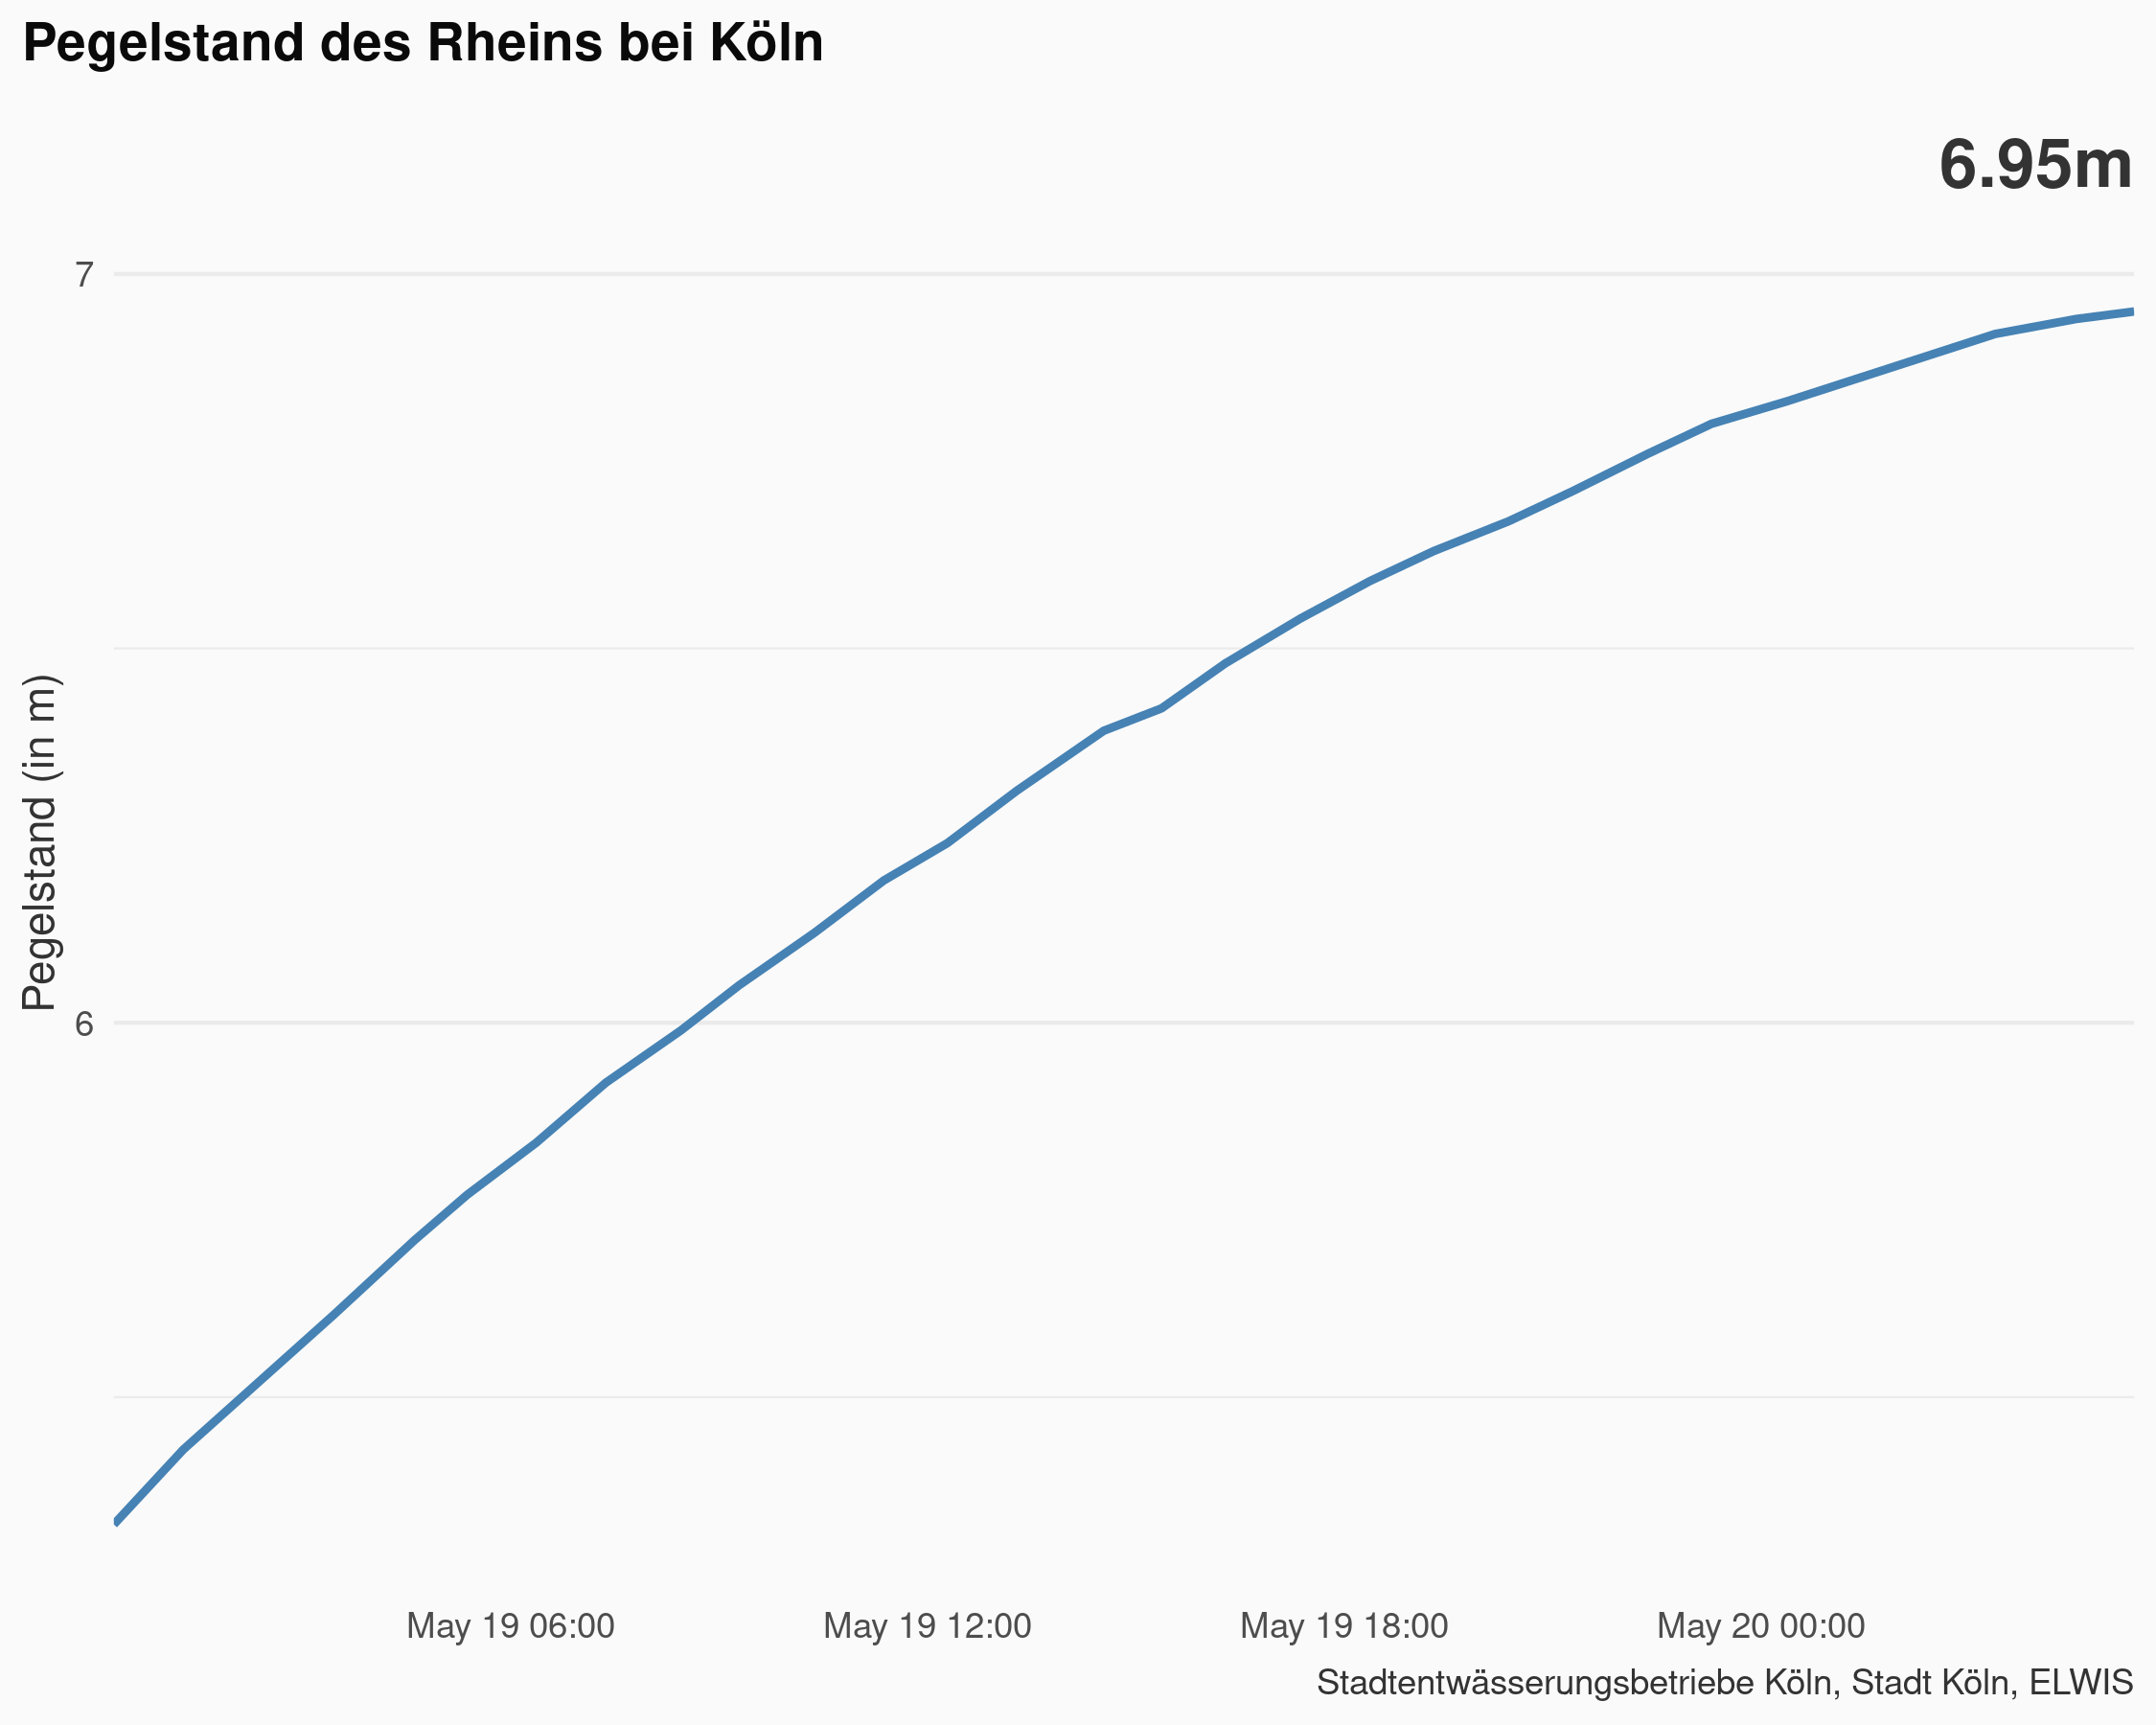 Pegelstand des Rheins bei Köln
6.95m
7
Pegelstand (in m)
6
May 19 06:00 May 19 12:00 May 19 18:00 May 20 00:00
Stadtentwässerungsbetriebe Köln, Stadt Köln, ELWIS